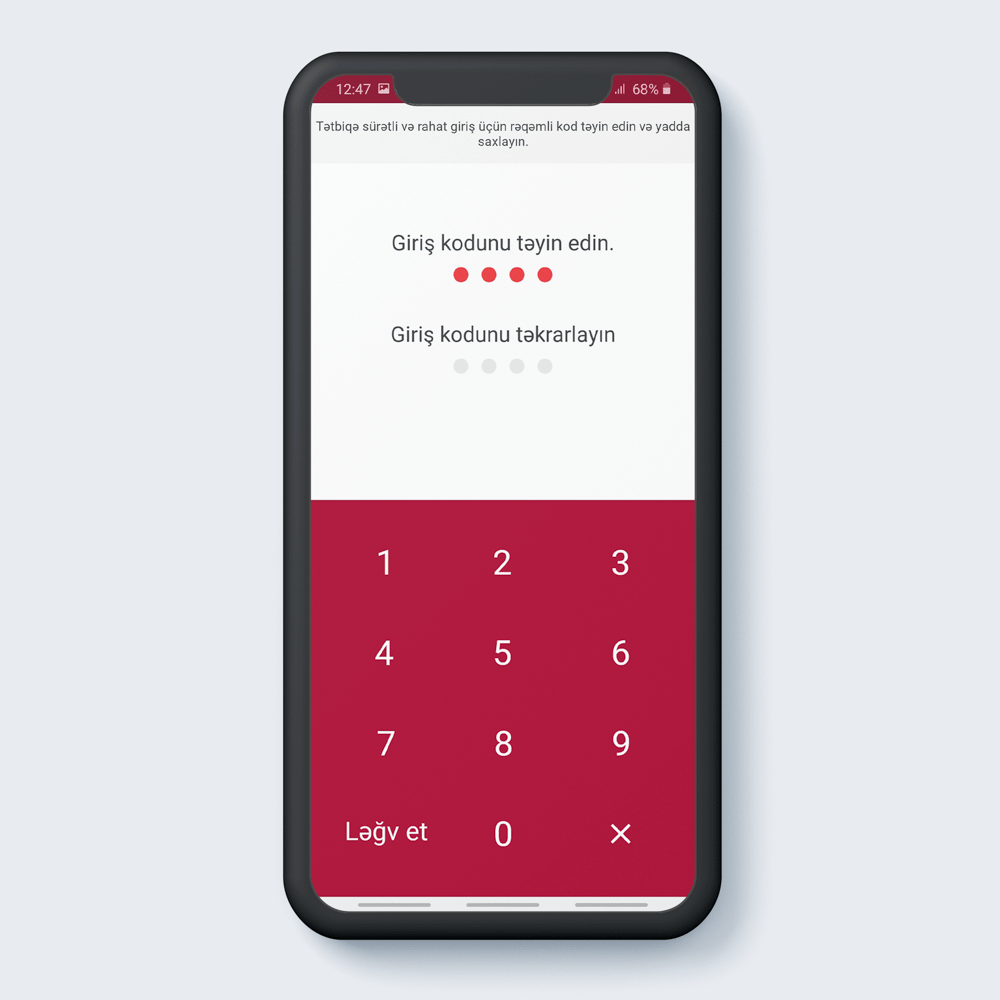 12:47 68%
Tətbiqə sürətli və rahat giriş üçün rəqəmli kod təyin edin və yadda
saxlayın.
Giriş kodunu təyin edin.
Giriş kodunu təkrarlayın
1 2 3
4 5 6
7 8 9
Ləğv et 0 ×